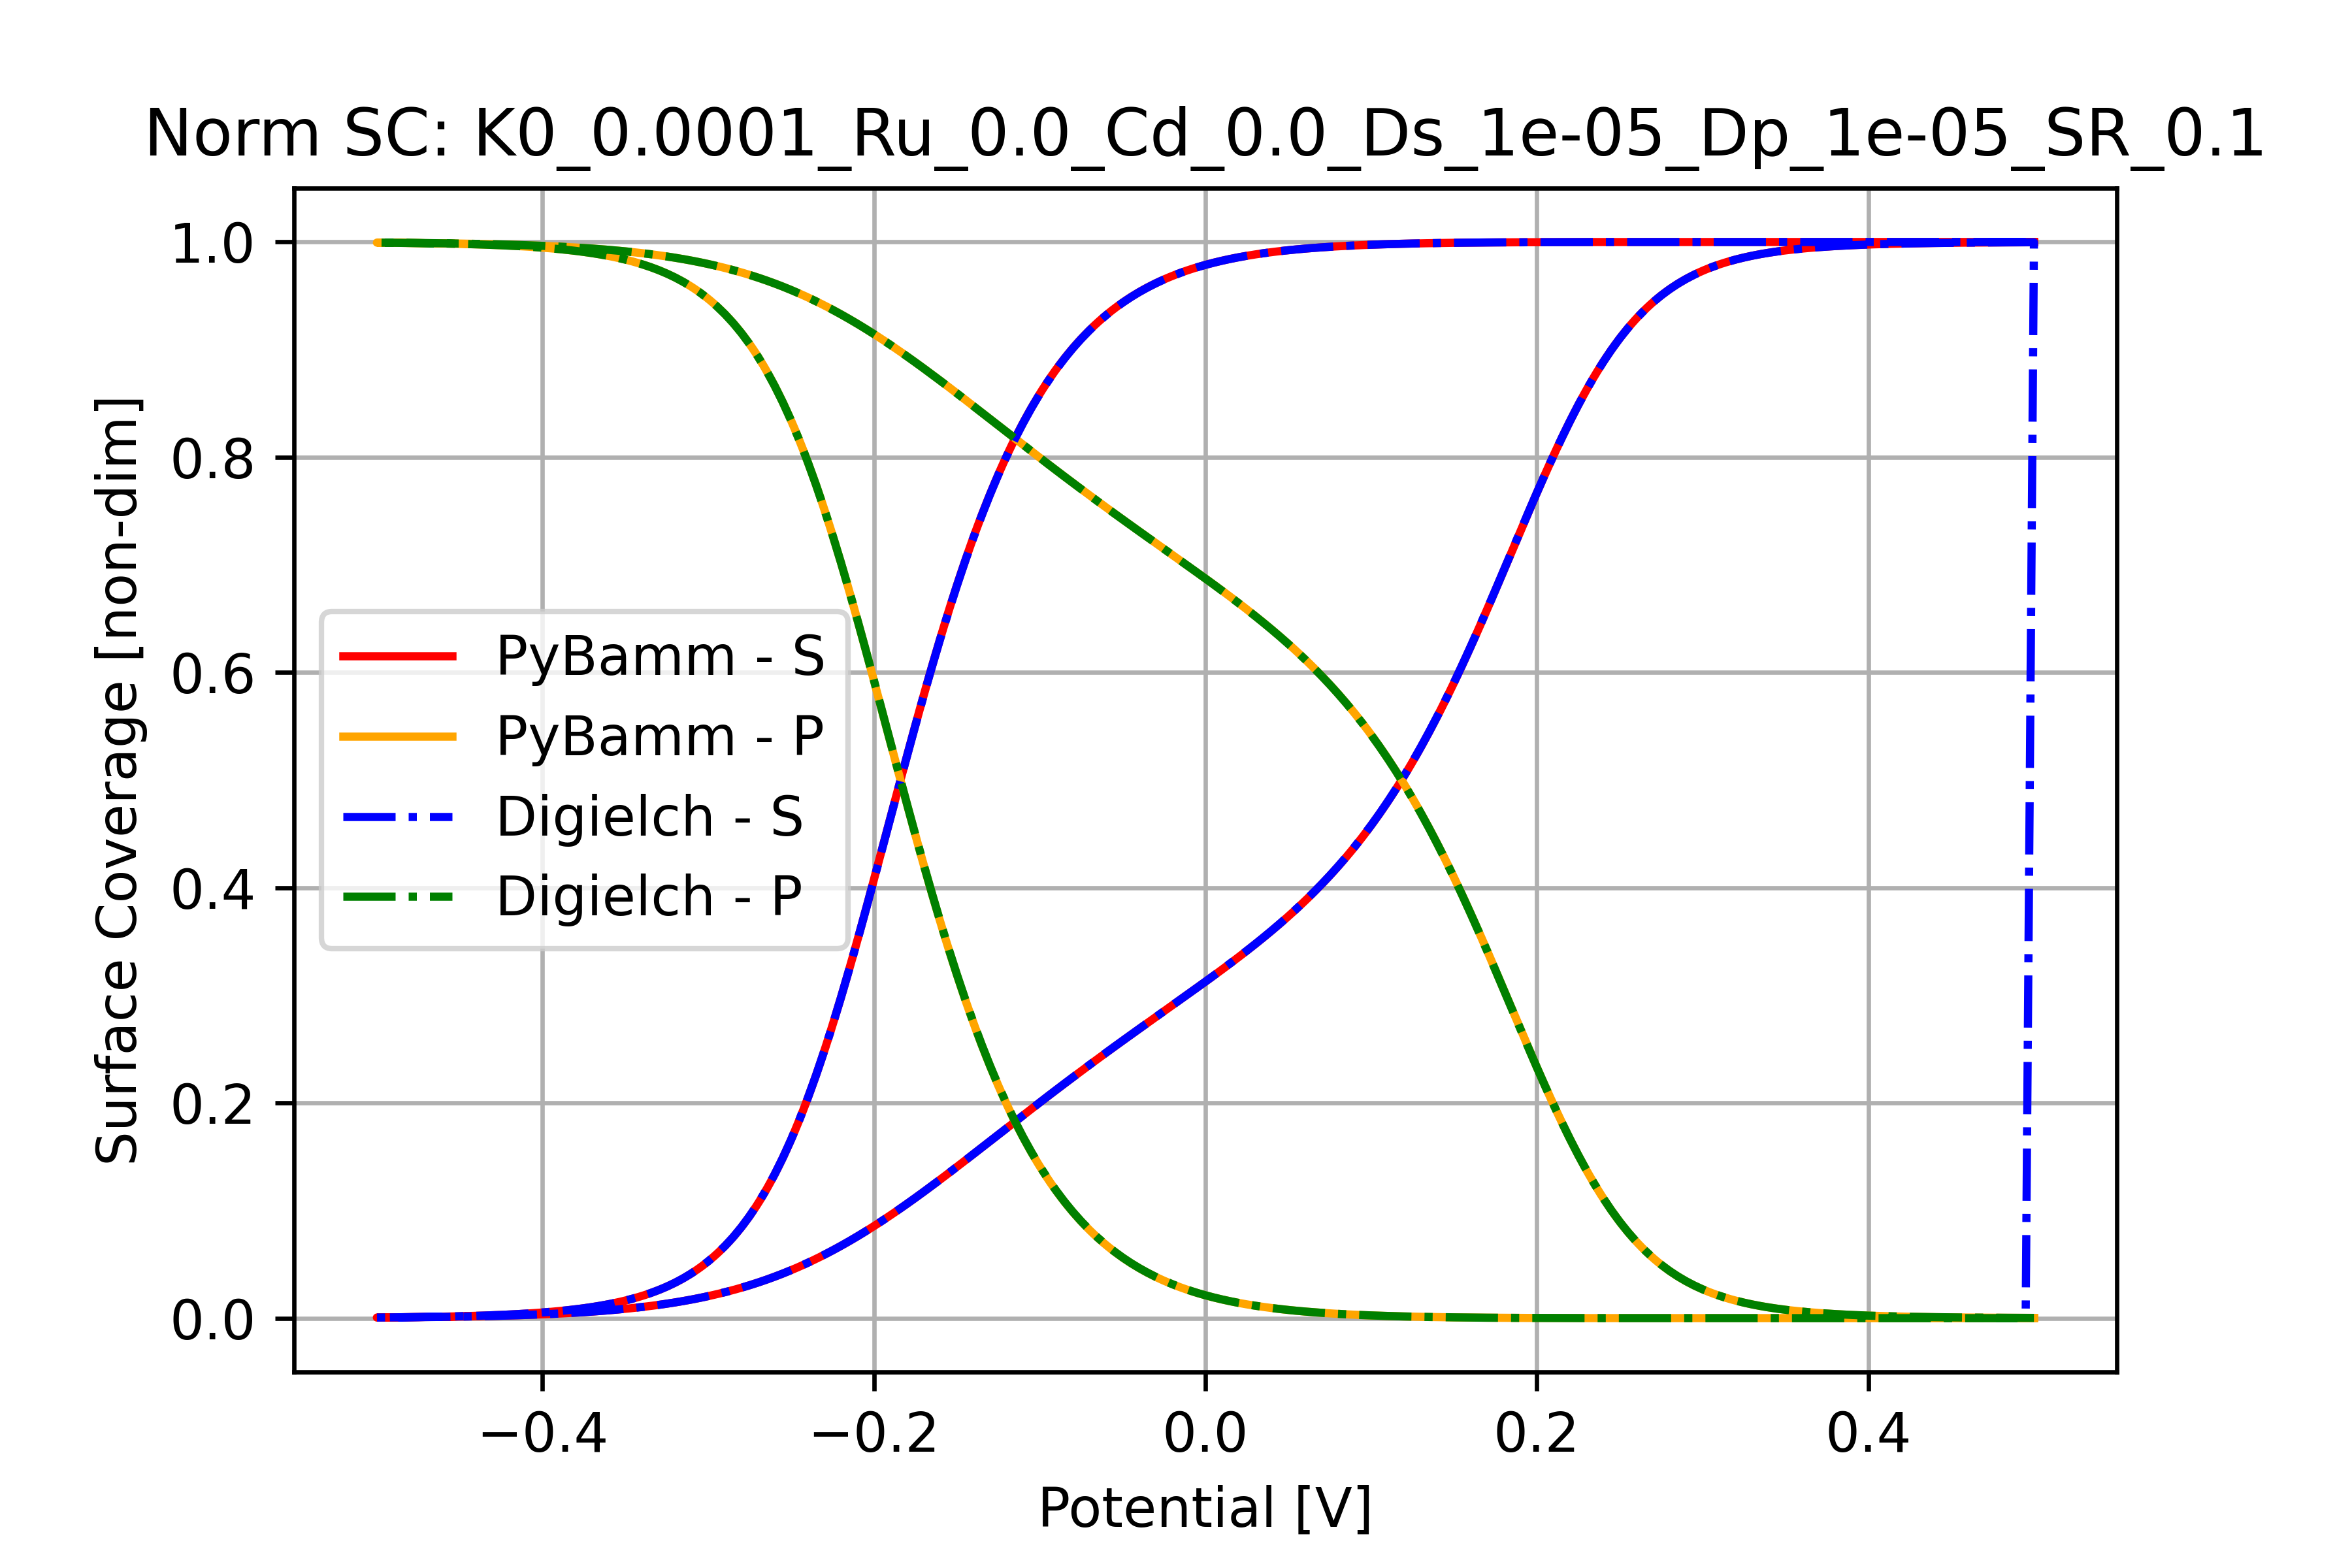 Norm SC: K0_0.0001_Ru_0.0_Cd_0.0_Ds_1e-05_Dp_1e-05_SR_0.1
Surface Coverage [non-dim]
1.0
0.8
0.6
0.4
0.2
0.0
PyBamm - S
PyBamm - P
Digielch - S
Digielch - P
−0.4
−0.2
0.0
0.2
0.4
Potential [V]